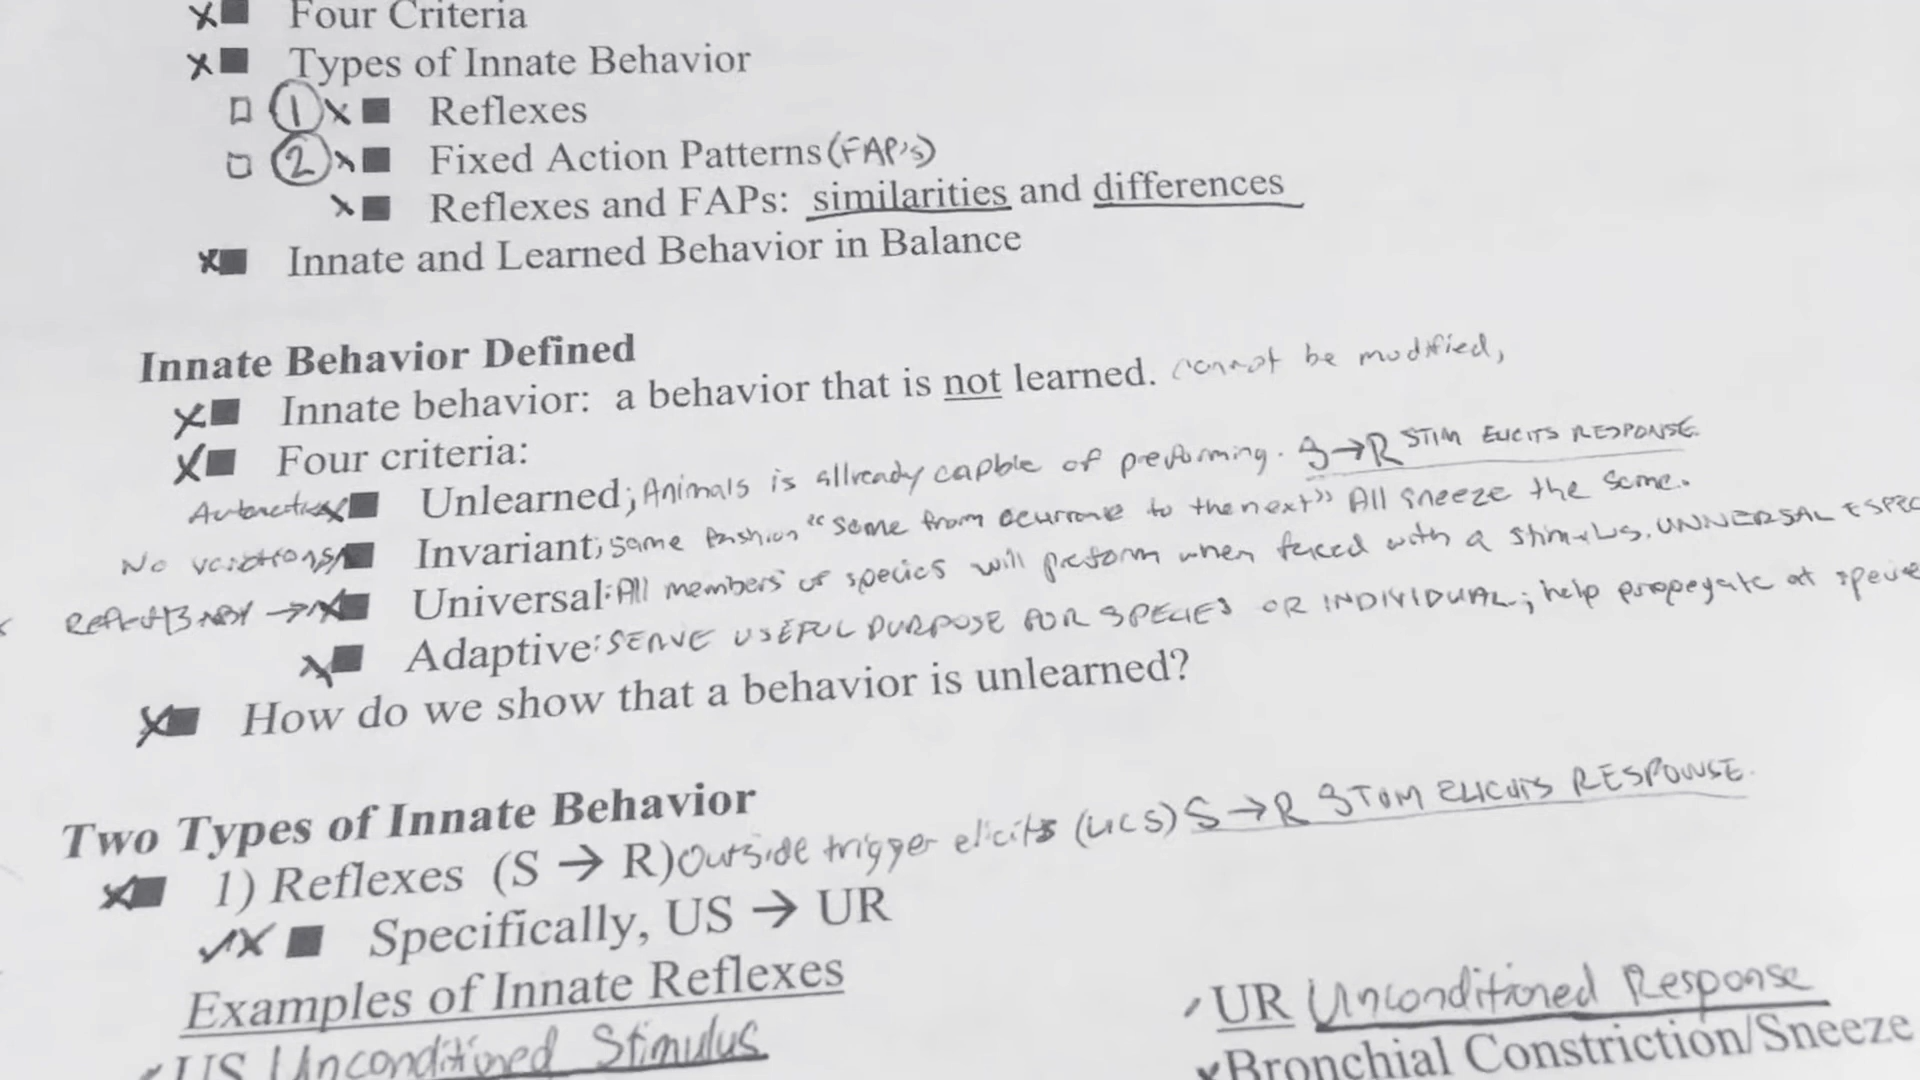 X■ Four Criteria
X■ Types of Innate Behavior
□ ① X■ Reflexes
□ ② X■ Fixed Action Patterns (FAP's)
X■ Reflexes and FAPs: similarities and differences
X■ Innate and Learned Behavior in Balance
Innate Behavior Defined
X■ Innate behavior: a behavior that is not learned. cannot be modified,
X■ Four criteria:
X■ Unlearned; Animals is allready capble of preforming. S→R STIM ELICITS RESPONSE.
No variations X■ Invariant; same fashion "same from ocurrance to the next" All sneeze the same.
→X■ Universal: All members of species will preform when faced with a stimulus. UNIVERSAL
X■ Adaptive: SERVE USEFUL PURPOSE FOR SPECIES OR INDIVIDUAL; help propegate
X■ How do we show that a behavior is unlearned?
Two Types of Innate Behavior
X■ 1) Reflexes (S → R) Outside trigger elicits (UCS) S→R STIM ELICITS RESPONSE.
✓X■ Specifically, US → UR
Examples of Innate Reflexes
US Unconditioned Stimulus
UR Unconditioned Response
Bronchial Constriction/Sneeze